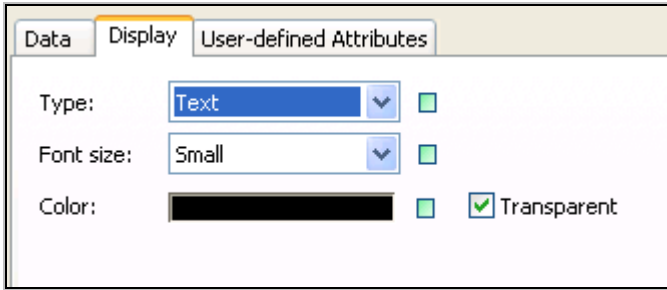 Data Display User-defined Attributes
Type: Text
Font size: Small
Color: Transparent